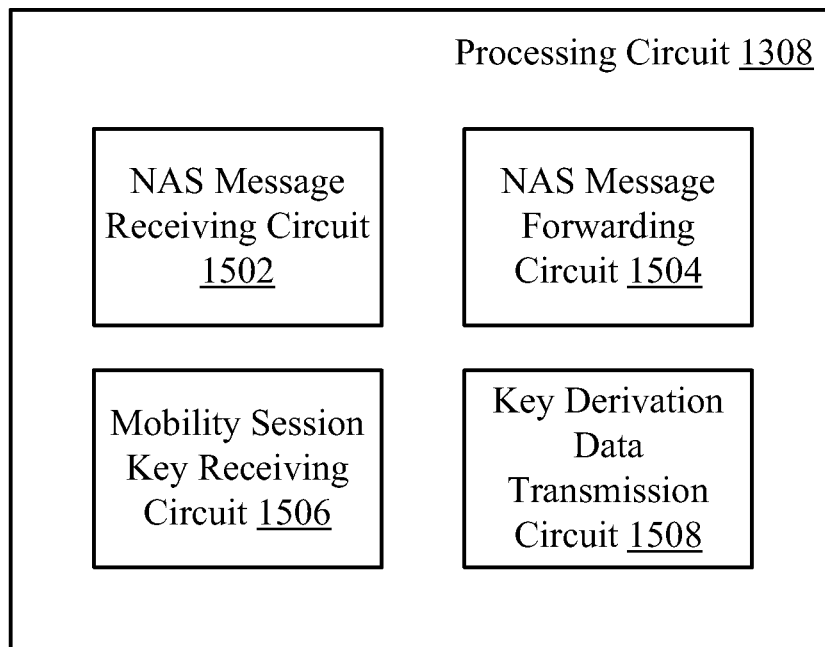 Processing Circuit 1308
NAS Message
Receiving Circuit
1502
NAS Message
Forwarding
Circuit 1504
Mobility Session
Key Receiving
Circuit 1506
Key Derivation
Data
Transmission
Circuit 1508